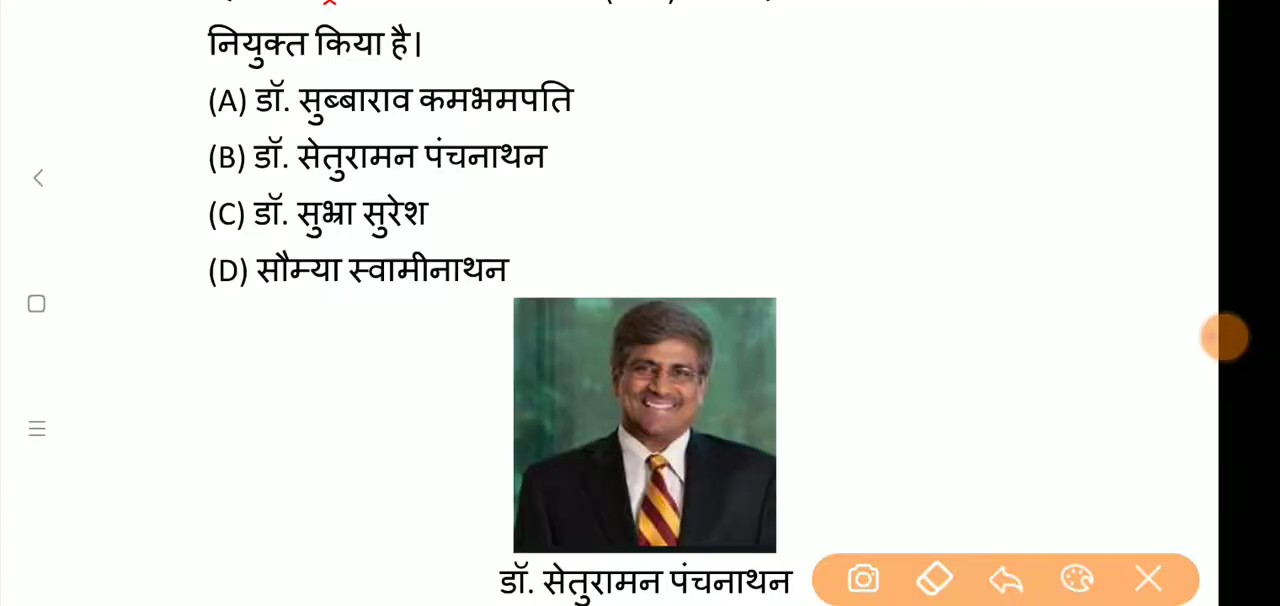 नियुक्त किया है।
(A) डॉ. सुब्बाराव कमभमपति
(B) डॉ. सेतुरामन पंचनाथन
(C) डॉ. सुभ्रा सुरेश
(D) सौम्या स्वामीनाथन
डॉ. सेतुरामन पंचनाथन